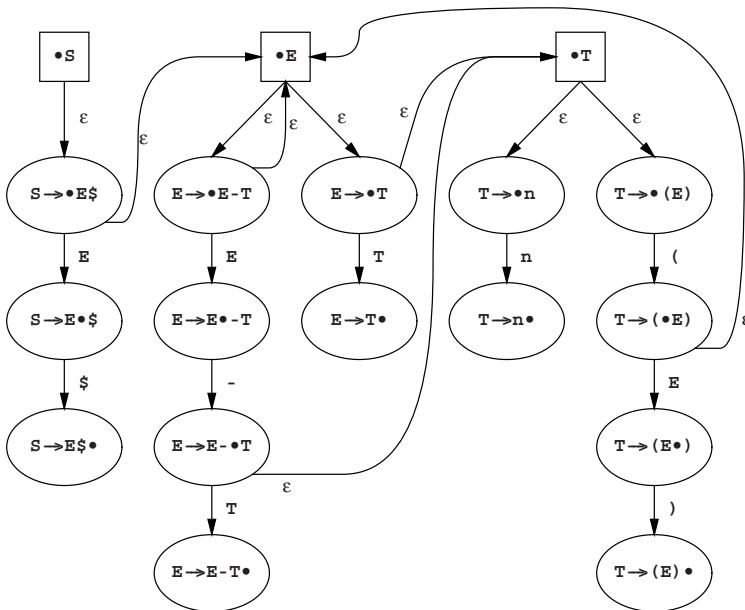 •S •E •T
ε ε ε ε ε ε ε ε
S→•E$ E→•E-T E→•T T→•n T→•(E)
E E T n (
S→E•$ E→E•-T E→T• T→n• T→(•E)
ε
$ - E
S→E$• E→E-•T T→(E•)
ε
T )
E→E-T• T→(E)•